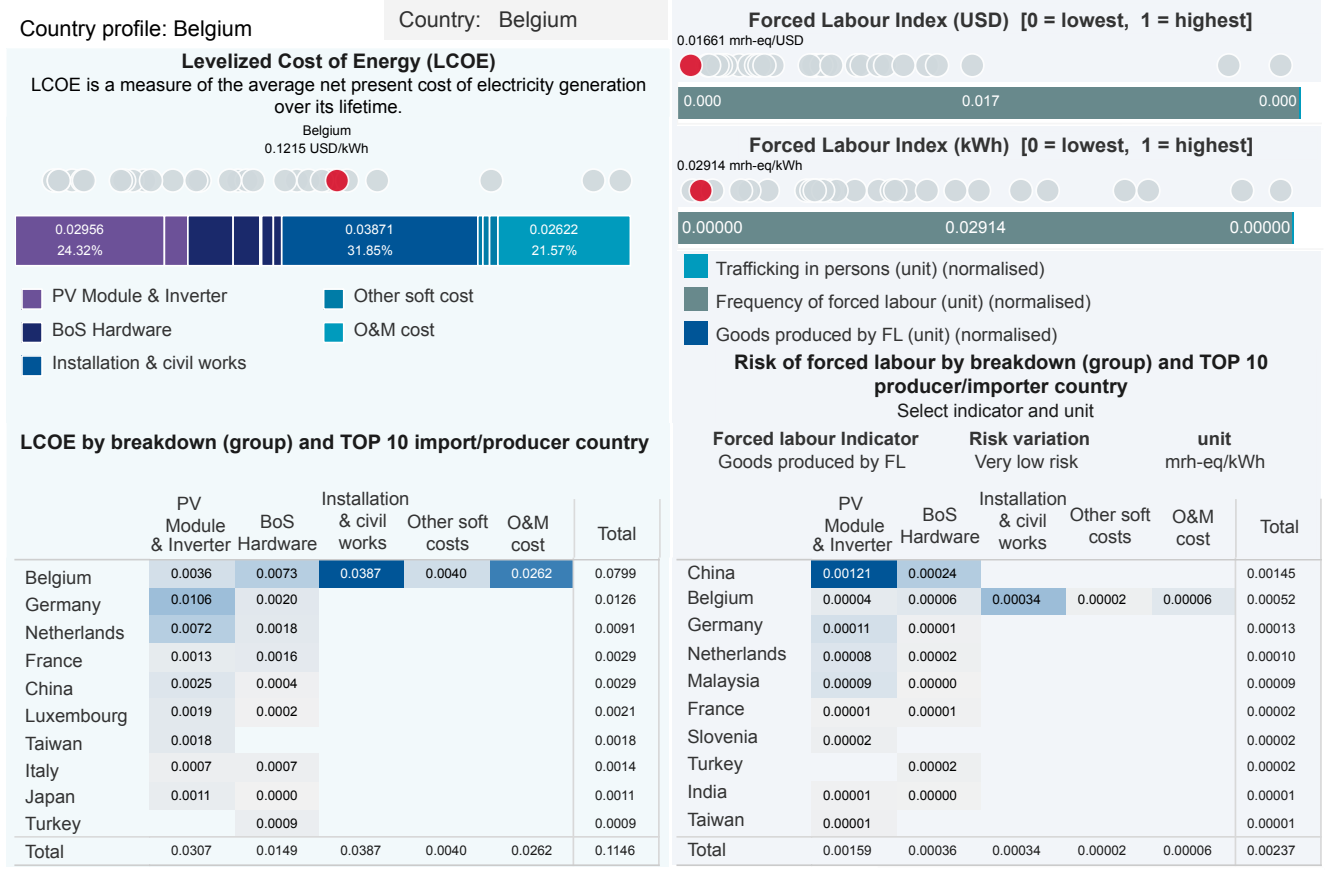 Country profile: Belgium
Country: Belgium
Levelized Cost of Energy (LCOE)
LCOE is a measure of the average net present cost of electricity generation
over its lifetime.
Belgium
0.1215 USD/kWh
0.02956 0.03871 0.02622
24.32% 31.85% 21.57%
PV Module & Inverter Other soft cost
BoS Hardware O&M cost
Installation & civil works
LCOE by breakdown (group) and TOP 10 import/producer country
PV Module & Inverter BoS Hardware Installation & civil works Other soft costs O&M cost Total
Belgium 0.0036 0.0073 0.0387 0.0040 0.0262 0.0799
Germany 0.0106 0.0020 0.0126
Netherlands 0.0072 0.0018 0.0091
France 0.0013 0.0016 0.0029
China 0.0025 0.0004 0.0029
Luxembourg 0.0019 0.0002 0.0021
Taiwan 0.0018 0.0018
Italy 0.0007 0.0007 0.0014
Japan 0.0011 0.0000 0.0011
Turkey 0.0009 0.0009
Total 0.0307 0.0149 0.0387 0.0040 0.0262 0.1146
Forced Labour Index (USD) [0 = lowest, 1 = highest]
0.01661 mrh-eq/USD
0.000 0.017 0.000
Forced Labour Index (kWh) [0 = lowest, 1 = highest]
0.02914 mrh-eq/kWh
0.00000 0.02914 0.00000
Trafficking in persons (unit) (normalised)
Frequency of forced labour (unit) (normalised)
Goods produced by FL (unit) (normalised)
Risk of forced labour by breakdown (group) and TOP 10
producer/importer country
Select indicator and unit
Forced labour Indicator Risk variation unit
Goods produced by FL Very low risk mrh-eq/kWh
PV Module & Inverter BoS Hardware Installation & civil works Other soft costs O&M cost Total
China 0.00121 0.00024 0.00145
Belgium 0.00004 0.00006 0.00034 0.00002 0.00006 0.00052
Germany 0.00011 0.00001 0.00013
Netherlands 0.00008 0.00002 0.00010
Malaysia 0.00009 0.00000 0.00009
France 0.00001 0.00001 0.00002
Slovenia 0.00002 0.00002
Turkey 0.00002 0.00002
India 0.00001 0.00000 0.00001
Taiwan 0.00001 0.00001
Total 0.00159 0.00036 0.00034 0.00002 0.00006 0.00237